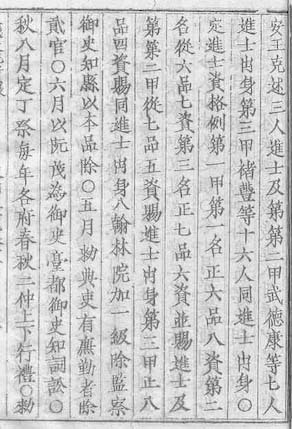 安王克述三人進士及第第二甲武德康等七人
進士出身第三甲褚豐等十六人同進士出身○
定進士資格例第一甲第一名正六品八資第二
名從六品七資第三名正七品六資並賜進士及
第第二甲從七品五資賜進士出身第三甲正八
品四資賜同進士出身入翰林院加一級除監察
御史知縣以本品除○五月勑典吏有廉勤者除
貳官○六月以阮茂為御史臺都御史知詞訟○
秋八月定丁祭每年各府春秋二仲上下行禮○勑